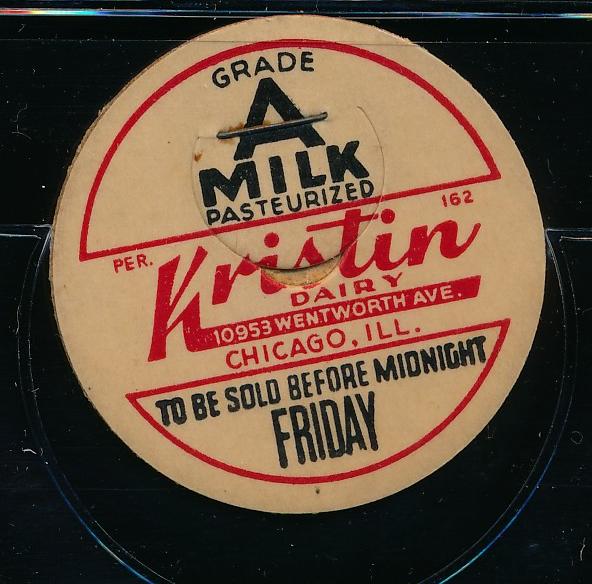 GRADE
A
MILK
PASTEURIZED
PER. 162
Kristin
DAIRY
10953 WENTWORTH AVE.
CHICAGO, ILL.
TO BE SOLD BEFORE MIDNIGHT
FRIDAY